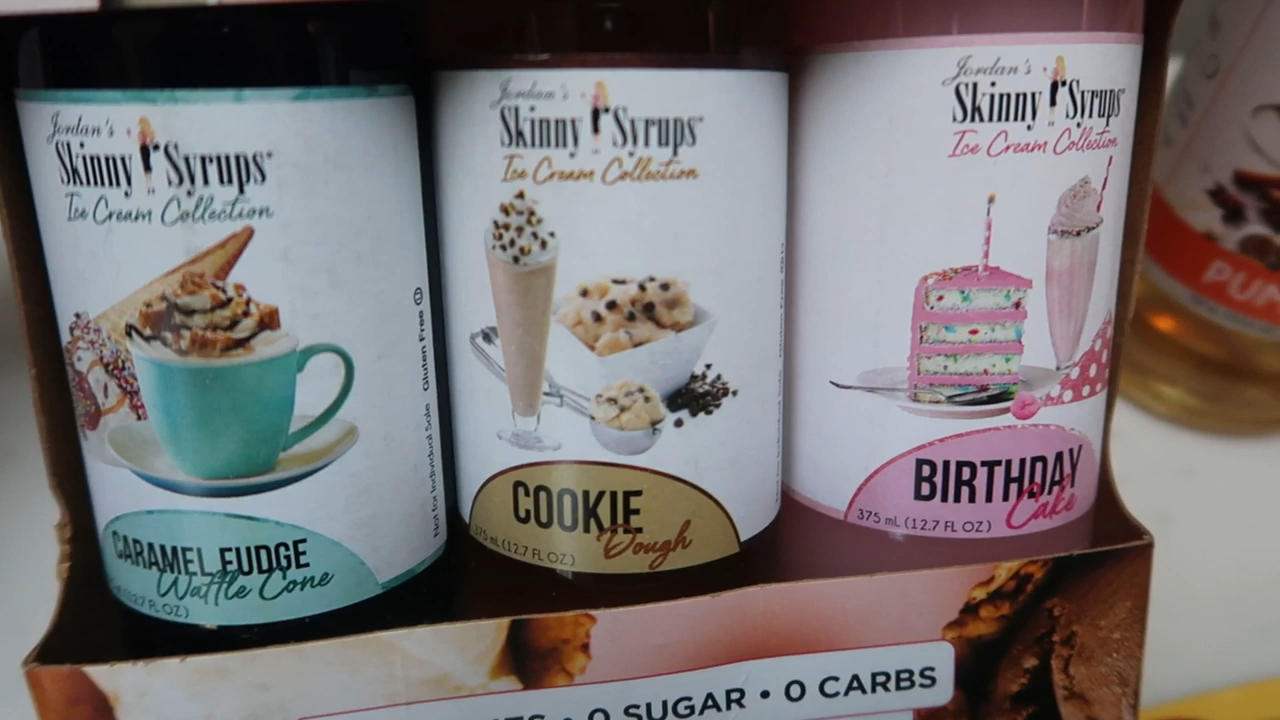 Jordan's
Skinny Syrups
Ice Cream Collection
CARAMEL FUDGE
Waffle Cone
FL OZ)
Not for Individual Sale Gluten Free
Jordan's
Skinny Syrups
Ice Cream Collection
COOKIE
Dough
375 mL (12.7 FL OZ)
Jordan's
Skinny Syrups
Ice Cream Collection
BIRTHDAY
Cake
375 mL (12.7 FL OZ)
• 0 SUGAR • 0 CARBS